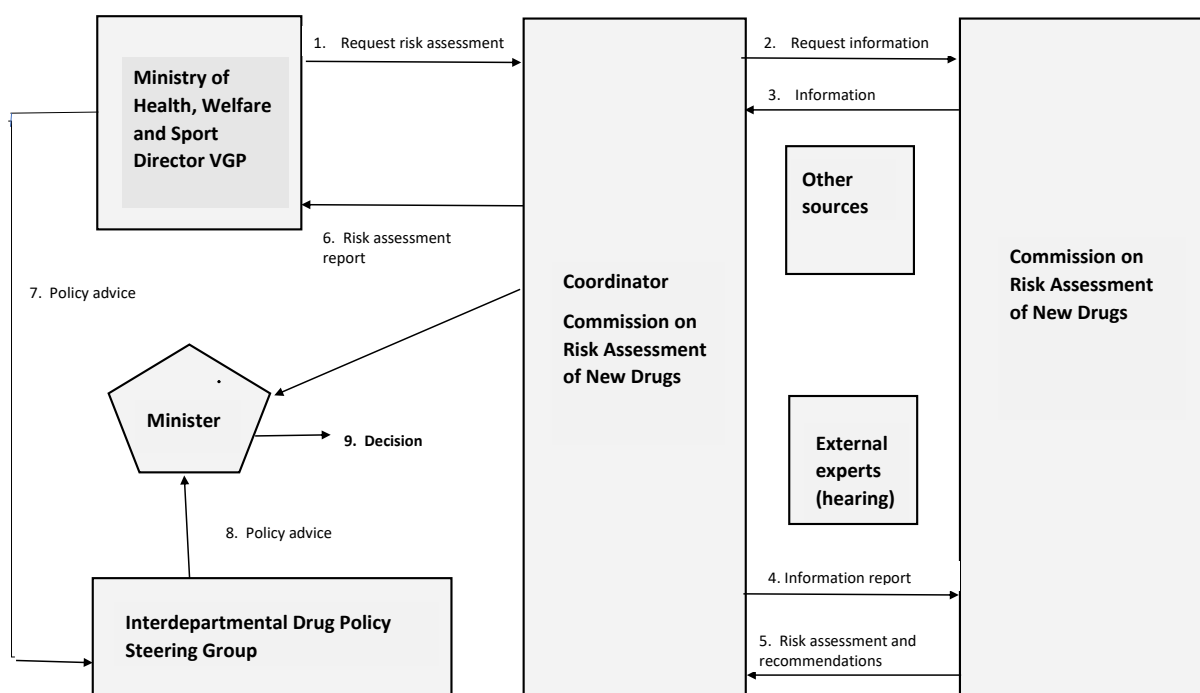 1. Request risk assessment
2. Request information
Ministry of
Health, Welfare
and Sport
Director VGP
3. Information
Other
sources
6. Risk assessment
report
Commission on
Risk Assessment
of New Drugs
Coordinator
Commission on
Risk Assessment
of New Drugs
7. Policy advice
Minister
9. Decision
External
experts
(hearing)
8. Policy advice
4. Information report
Interdepartmental Drug Policy
Steering Group
5. Risk assessment and
recommendations